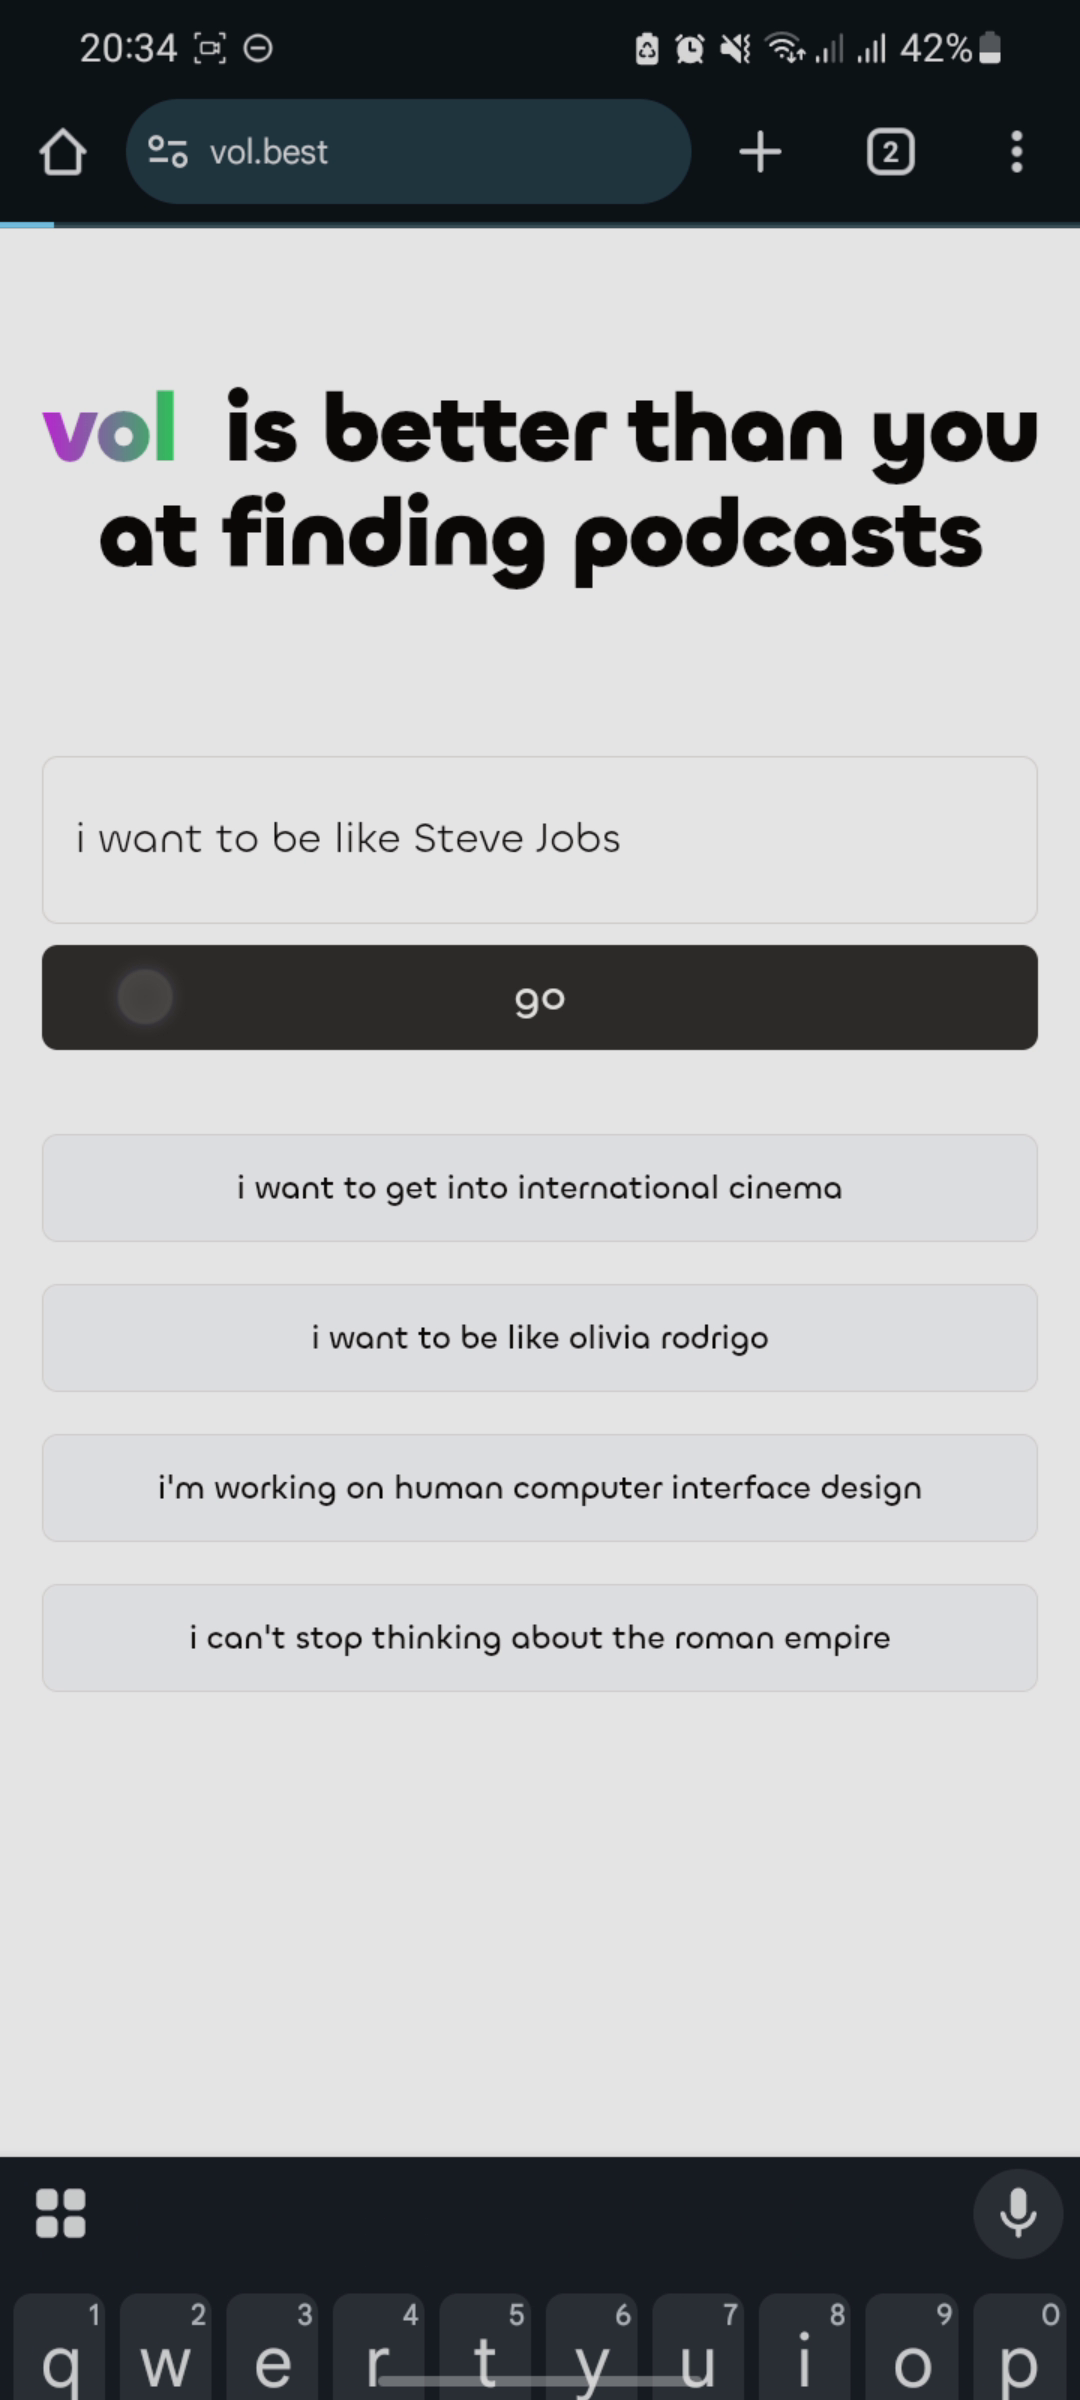 20:34 42%
vol.best 2
vol is better than you
at finding podcasts
i want to be like Steve Jobs
go
i want to get into international cinema
i want to be like olivia rodrigo
i'm working on human computer interface design
i can't stop thinking about the roman empire
1 2 3 4 5 6 7 8 9 0
q w e r t y u i o p